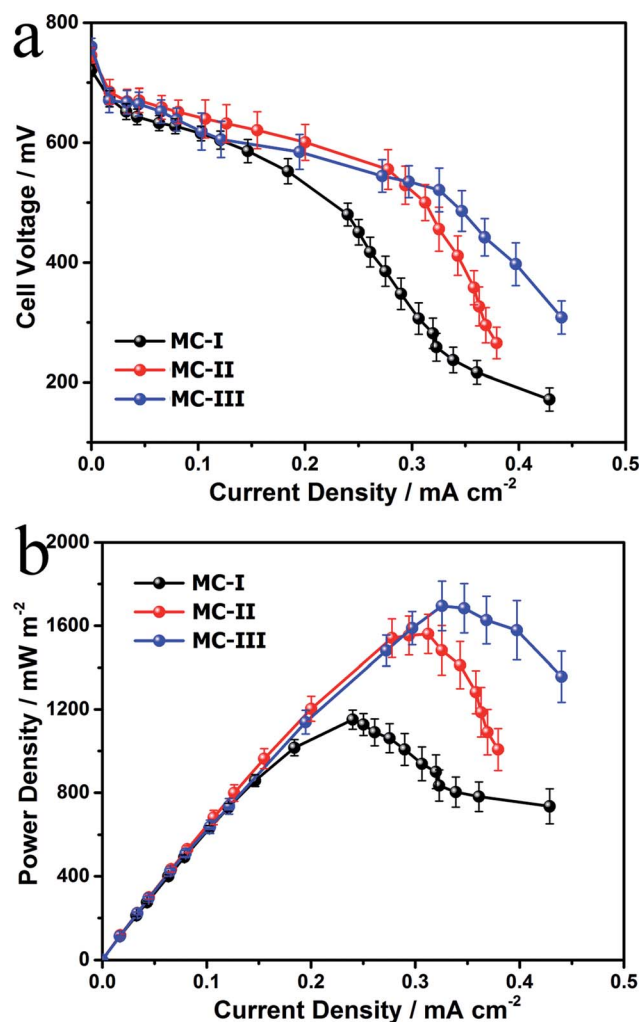 a
800
600
400
200
Cell Voltage / mV
MC-I
MC-II
MC-III
0.0 0.1 0.2 0.3 0.4 0.5
Current Density / mA cm⁻²
b
2000
1600
1200
800
400
0
Power Density / mW m⁻²
MC-I
MC-II
MC-III
0.0 0.1 0.2 0.3 0.4 0.5
Current Density / mA cm⁻²